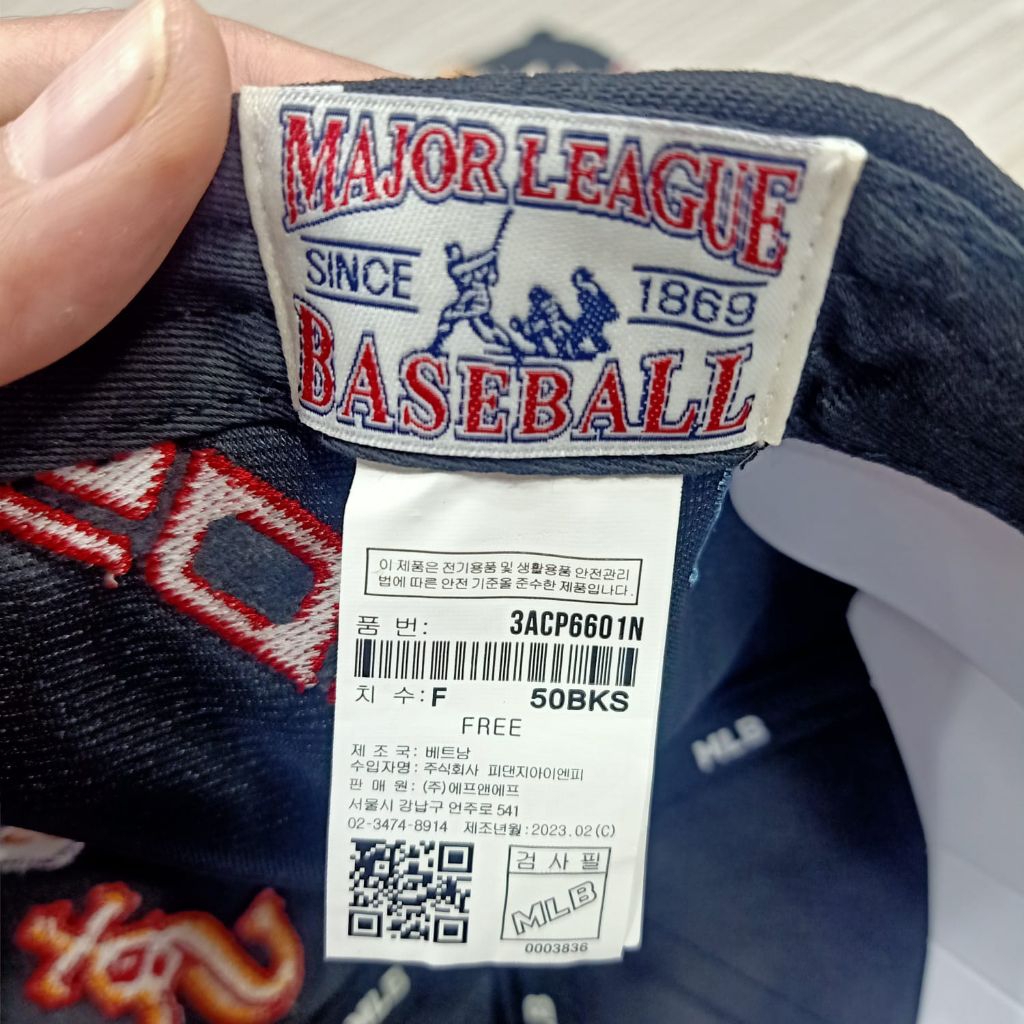 MAJOR LEAGUE
SINCE 1869
BASEBALL
이 제품은 전기용품 및 생활용품 안전관리
법에 따른 안전 기준을 준수한 제품입니다.
품 번: 3ACP6601N
치 수: F 50BKS
FREE
제 조 국: 베트남
수입자명: 주식회사 피댄지아이엔피
판 매 원: (주)에프앤에프
서울시 강남구 언주로 541
02-3474-8914 제조년월:2023.02(C)
검 사 필
MLB
0003836
MLB
MLB